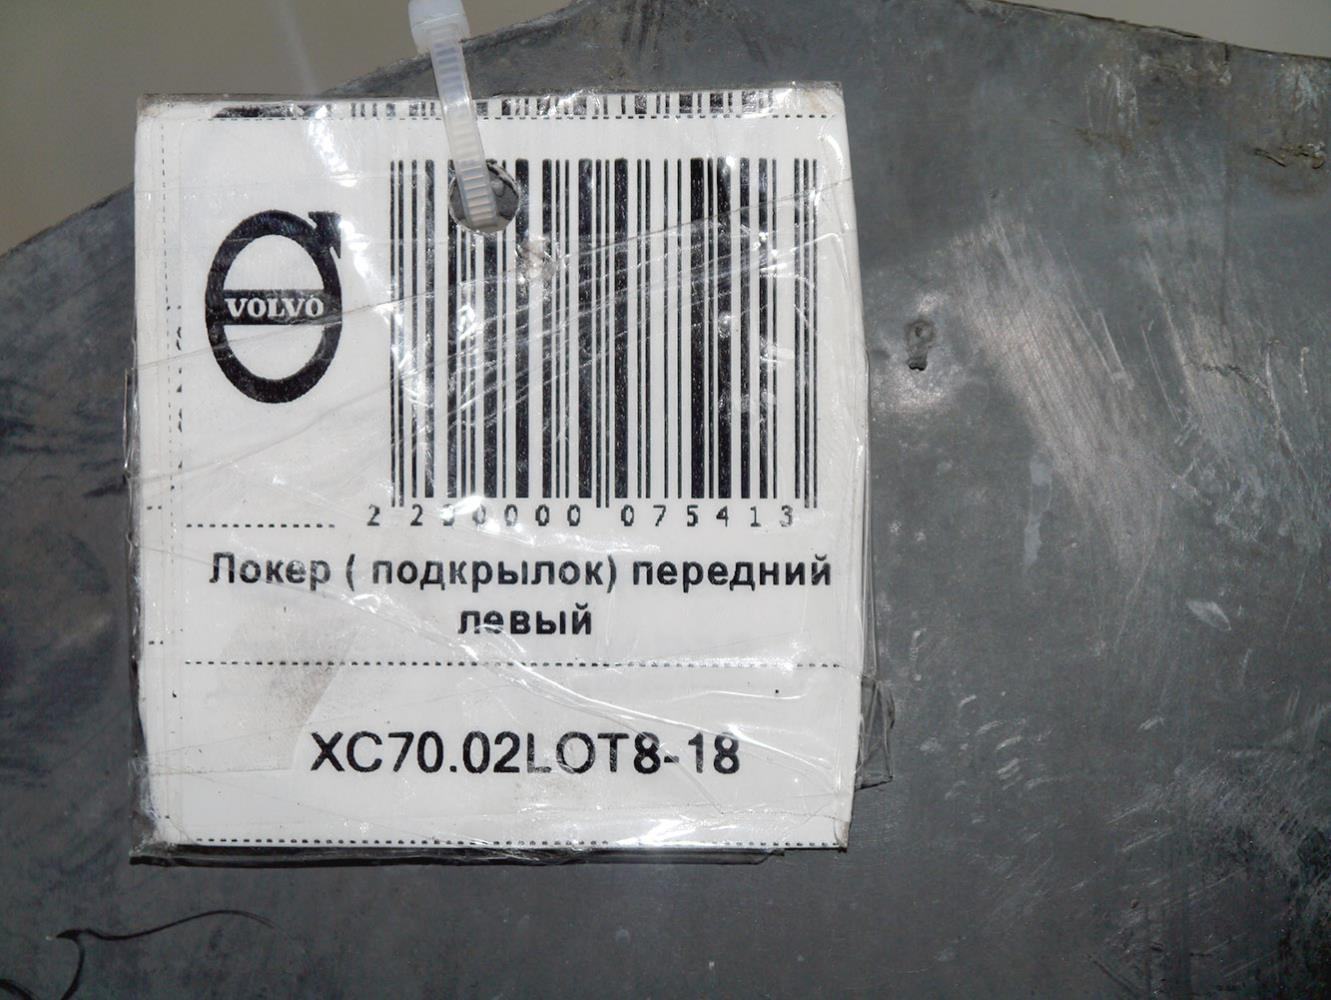 VOLVO
2 200000 075413
Локер ( подкрылок) передний
левый
XC70.02LOT8-18